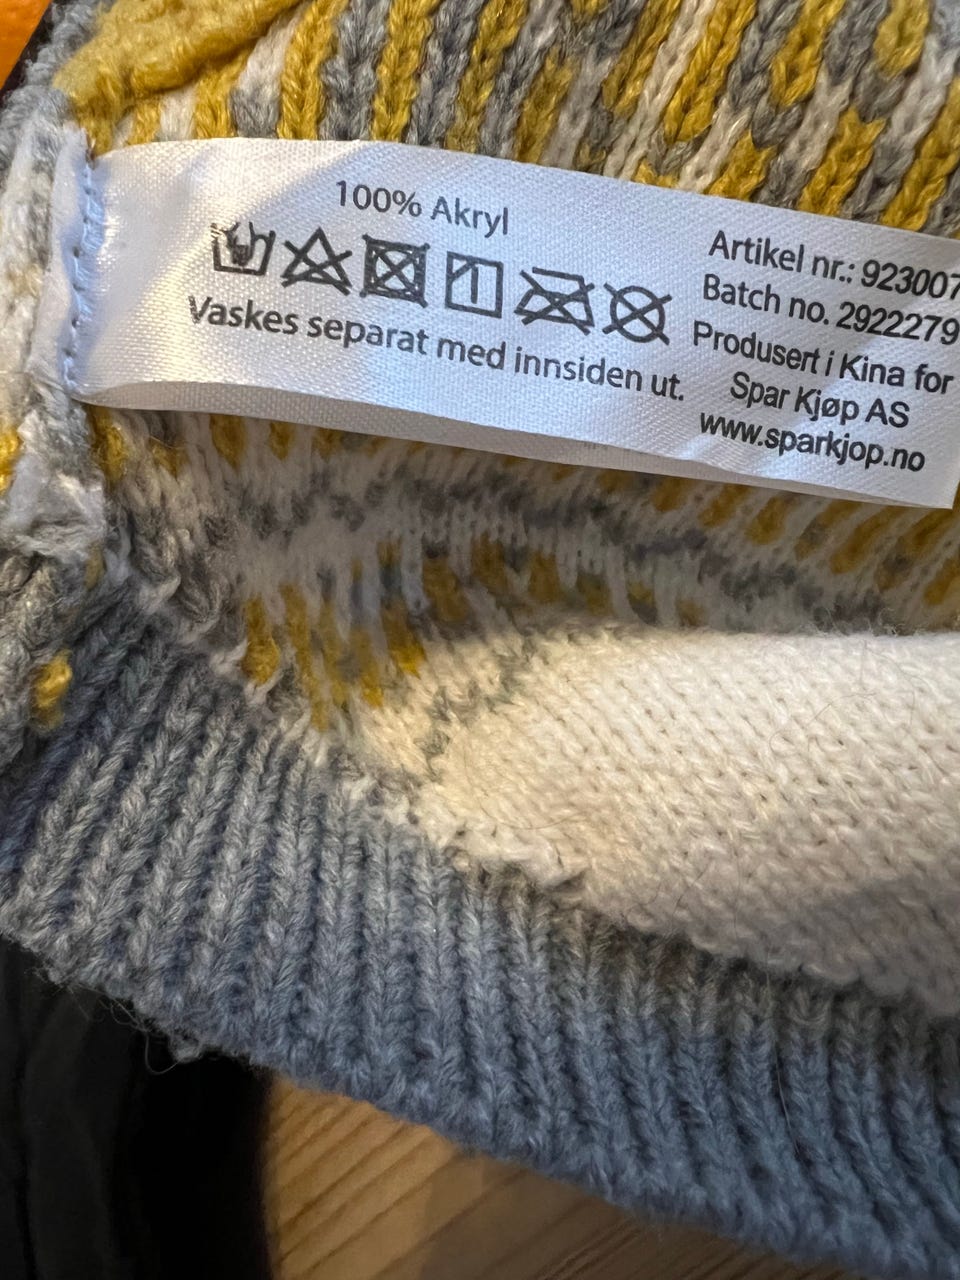 100% Akryl
Vaskes separat med innsiden ut.
Artikel nr.: 923007
Batch no. 2922279
Produsert i Kina for
Spar Kjøp AS
www.sparkjop.no